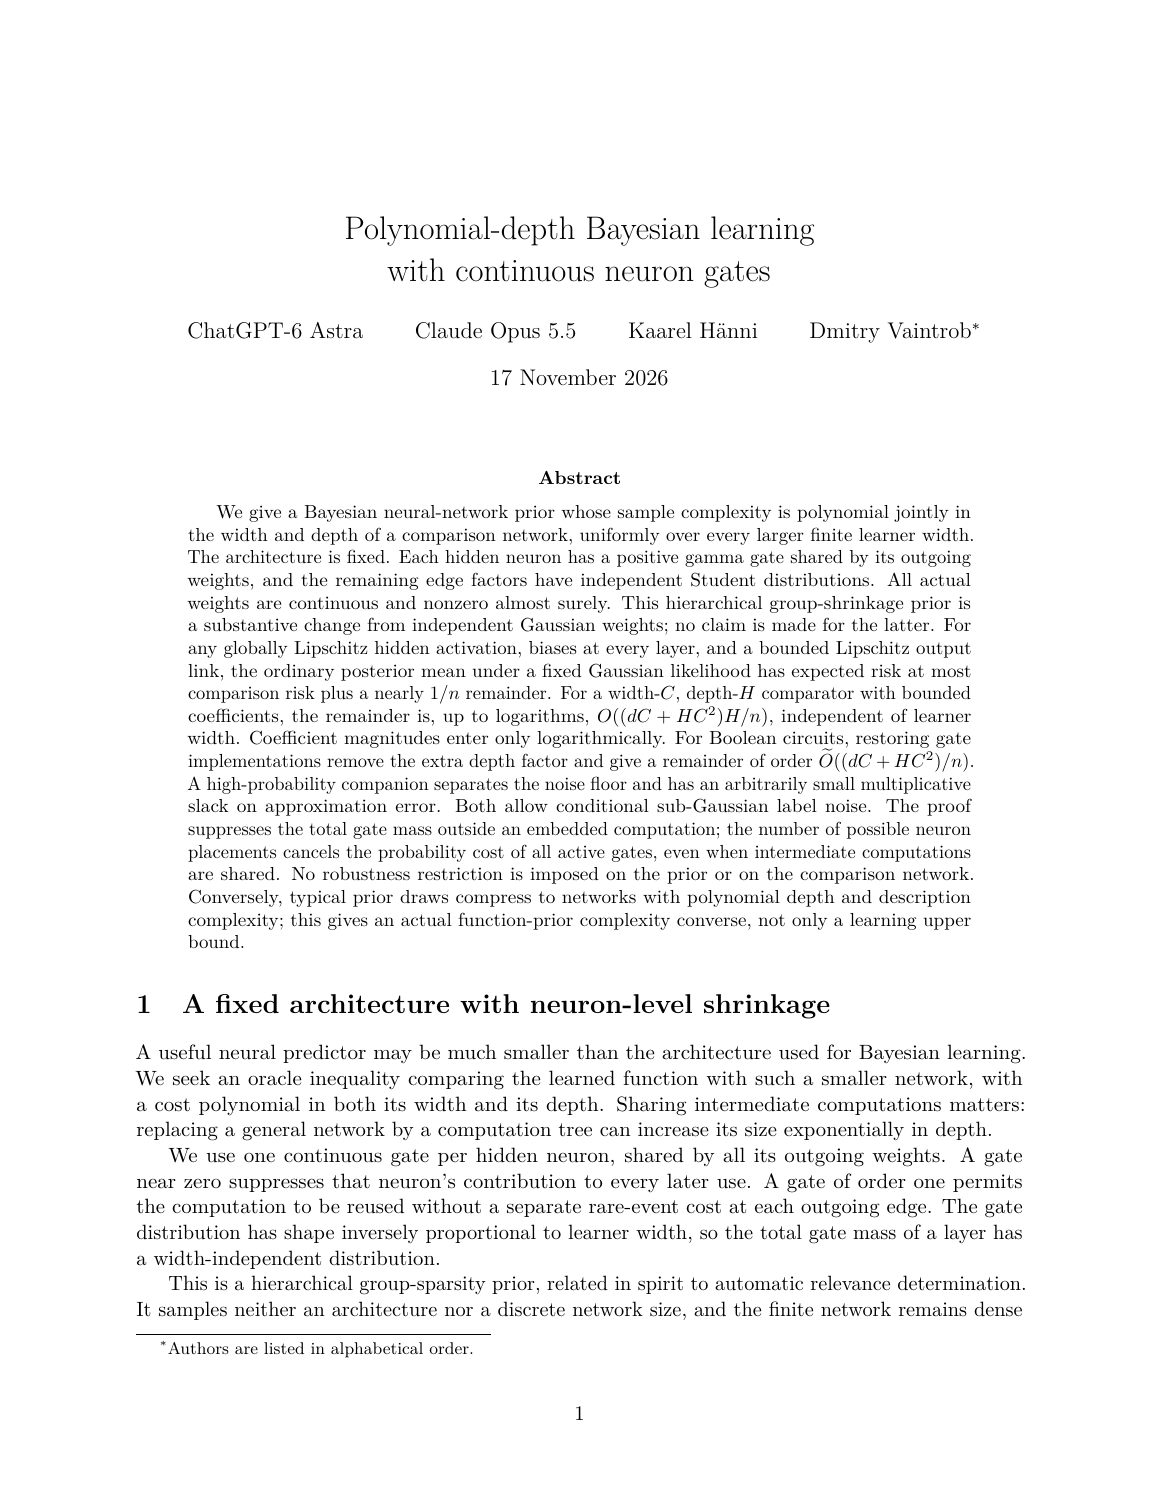 Polynomial-depth Bayesian learning
with continuous neuron gates
ChatGPT-6 Astra Claude Opus 5.5 Kaarel Hänni Dmitry Vaintrob*
17 November 2026
Abstract
We give a Bayesian neural-network prior whose sample complexity is polynomial jointly in
the width and depth of a comparison network, uniformly over every larger finite learner width.
The architecture is fixed. Each hidden neuron has a positive gamma gate shared by its outgoing
weights, and the remaining edge factors have independent Student distributions. All actual
weights are continuous and nonzero almost surely. This hierarchical group-shrinkage prior is
a substantive change from independent Gaussian weights; no claim is made for the latter. For
any globally Lipschitz hidden activation, biases at every layer, and a bounded Lipschitz output
link, the ordinary posterior mean under a fixed Gaussian likelihood has expected risk at most
comparison risk plus a nearly 1/n remainder. For a width-C, depth-H comparator with bounded
coefficients, the remainder is, up to logarithms, O((dC + HC²)H/n), independent of learner
width. Coefficient magnitudes enter only logarithmically. For Boolean circuits, restoring gate
implementations remove the extra depth factor and give a remainder of order Õ((dC + HC²)/n).
A high-probability companion separates the noise floor and has an arbitrarily small multiplicative
slack on approximation error. Both allow conditional sub-Gaussian label noise. The proof
suppresses the total gate mass outside an embedded computation; the number of possible neuron
placements cancels the probability cost of all active gates, even when intermediate computations
are shared. No robustness restriction is imposed on the prior or on the comparison network.
Conversely, typical prior draws compress to networks with polynomial depth and description
complexity; this gives an actual function-prior complexity converse, not only a learning upper
bound.
1 A fixed architecture with neuron-level shrinkage
A useful neural predictor may be much smaller than the architecture used for Bayesian learning.
We seek an oracle inequality comparing the learned function with such a smaller network, with
a cost polynomial in both its width and its depth. Sharing intermediate computations matters:
replacing a general network by a computation tree can increase its size exponentially in depth.
We use one continuous gate per hidden neuron, shared by all its outgoing weights. A gate
near zero suppresses that neuron's contribution to every later use. A gate of order one permits
the computation to be reused without a separate rare-event cost at each outgoing edge. The gate
distribution has shape inversely proportional to learner width, so the total gate mass of a layer has
a width-independent distribution.
This is a hierarchical group-sparsity prior, related in spirit to automatic relevance determination.
It samples neither an architecture nor a discrete network size, and the finite network remains dense
*Authors are listed in alphabetical order.
1